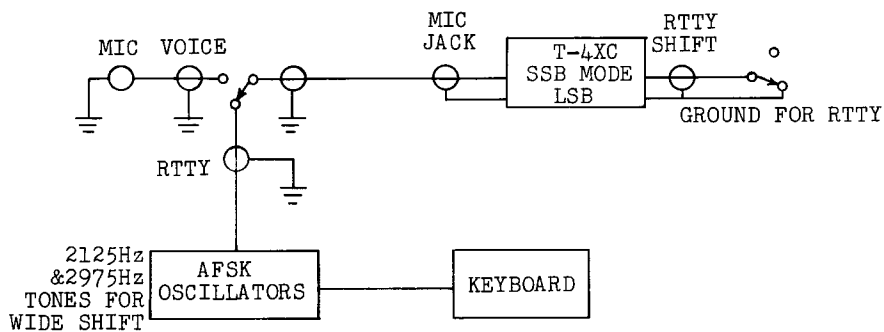 MIC
VOICE
MIC
JACK
T-4XC
SSB MODE
LSB
RTTY
SHIFT
GROUND FOR RTTY
RTTY
2125Hz
&2975Hz
TONES FOR
WIDE SHIFT
AFSK
OSCILLATORS
KEYBOARD